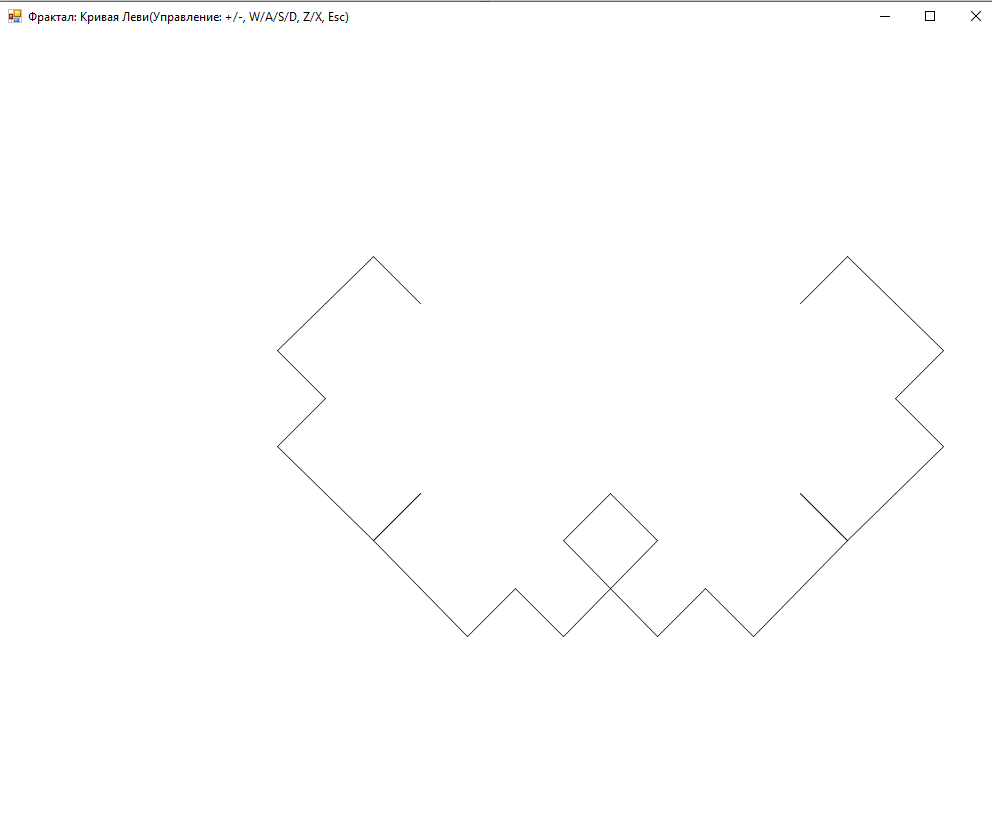 Фрактал: Кривая Леви(Управление: +/-, W/A/S/D, Z/X, Esc)